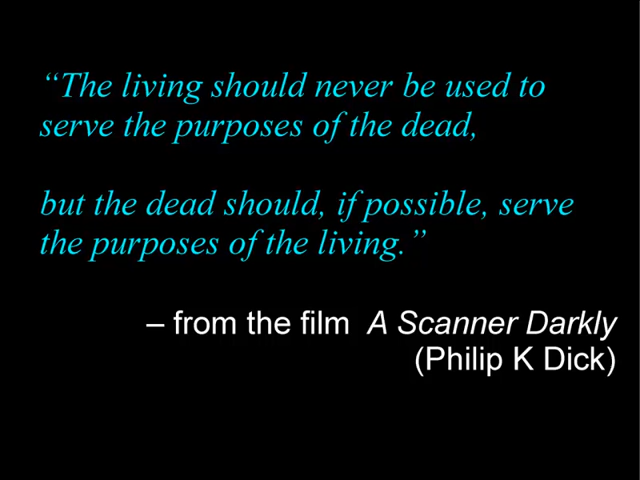 “The living should never be used to
serve the purposes of the dead,
but the dead should, if possible, serve
the purposes of the living.”
– from the film A Scanner Darkly
(Philip K Dick)